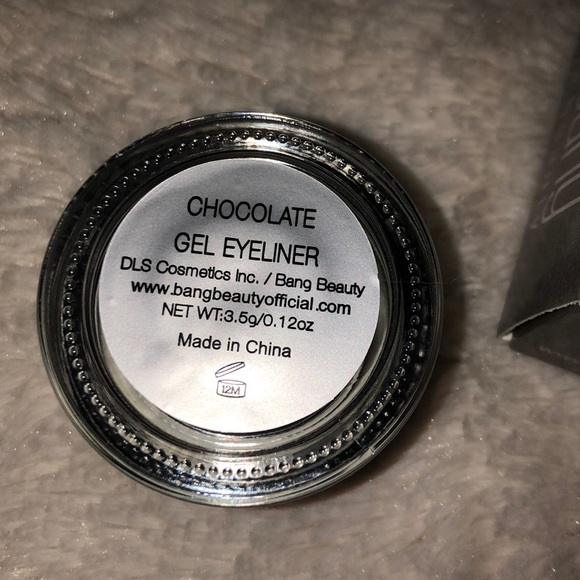 CHOCOLATE
GEL EYELINER
DLS Cosmetics Inc. / Bang Beauty
www.bangbeautyofficial.com
NET WT:3.5g/0.12oz
Made in China
12M